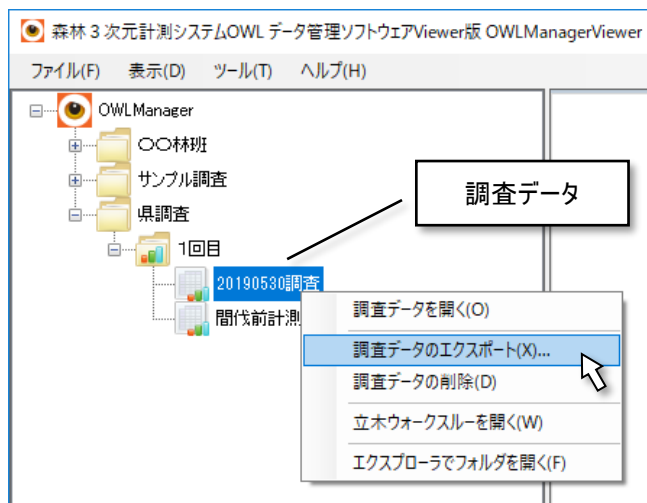 森林3次元計測システムOWL データ管理ソフトウェアViewer版 OWLManagerViewer
ファイル(F) 表示(D) ツール(T) ヘルプ(H)
OWLManager
〇〇林班
サンプル調査
県調査
1回目
20190530調査
間伐前計測
調査データ
調査データを開く(O)
調査データのエクスポート(X)...
調査データの削除(D)
立木ウォークスルーを開く(W)
エクスプローラでフォルダを開く(F)